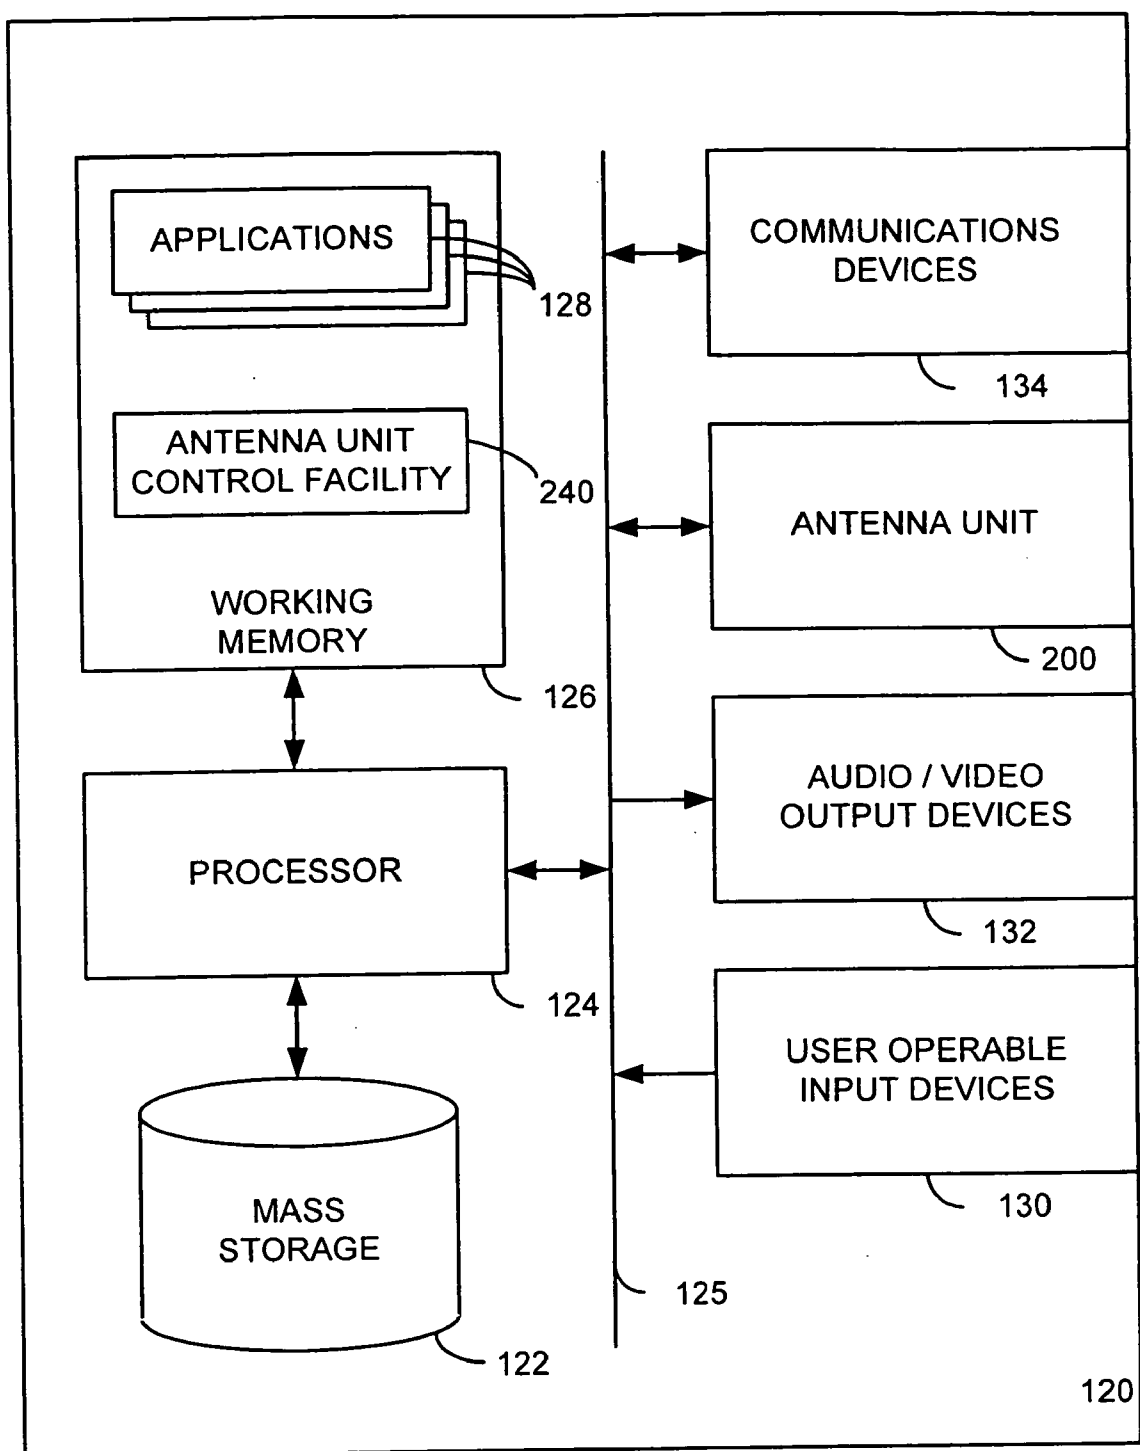 APPLICATIONS
128
ANTENNA UNIT
CONTROL FACILITY
240
WORKING
MEMORY
126
PROCESSOR
124
MASS
STORAGE
122
125
COMMUNICATIONS
DEVICES
134
ANTENNA UNIT
200
AUDIO / VIDEO
OUTPUT DEVICES
132
USER OPERABLE
INPUT DEVICES
130
120